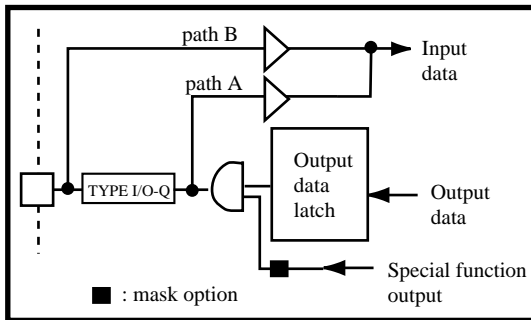 path B
Input
data
path A
TYPE I/O-Q
Output
data
latch
Output
data
Special function
output
: mask option